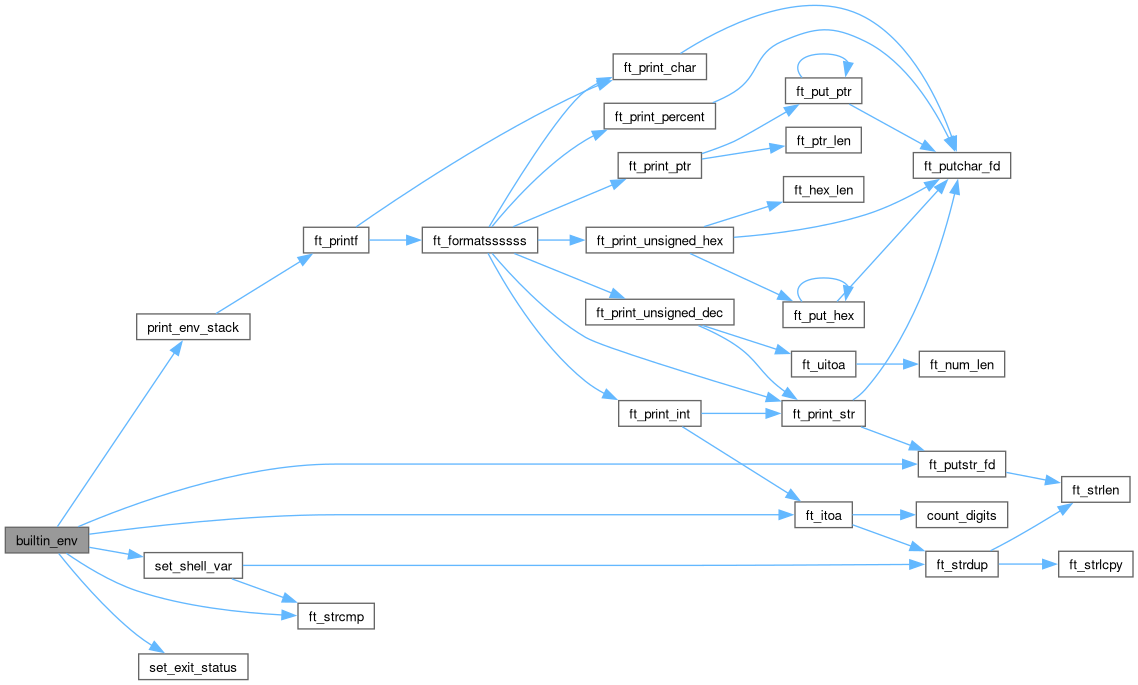 ft_print_char
ft_put_ptr
ft_print_percent
ft_ptr_len
ft_print_ptr
ft_putchar_fd
ft_hex_len
ft_printf
ft_formatssssss
ft_print_unsigned_hex
ft_print_unsigned_dec
ft_put_hex
print_env_stack
ft_uitoa
ft_num_len
ft_print_int
ft_print_str
ft_putstr_fd
ft_strlen
ft_itoa
count_digits
builtin_env
set_shell_var
ft_strdup
ft_strlcpy
ft_strcmp
set_exit_status